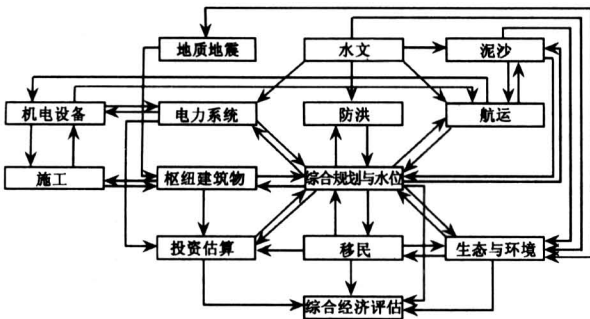 地质地震
水文
泥沙
机电设备
电力系统
防洪
航运
施工
枢纽建筑物
综合规划与水位
投资估算
移民
生态与环境
综合经济评估